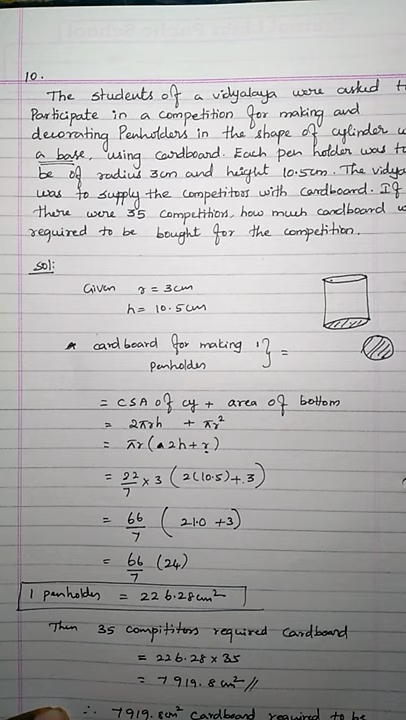 10.
The students of a vidyalaya were asked t
Participate in a competition for making and
decorating Penholders in the shape of cylinder w
a base, using cardboard. Each pen holder was to
be of radius 3cm and height 10.5cm. The vidya
was to supply the competitors with cardboard. If
there were 35 competitors, how much cardboard w
required to be bought for the competition.
Sol:
Given r = 3cm
h = 10.5cm
cardboard for making 1 } =
penholder
= CSA of cy + area of bottom
= 2πrh + πr²
= πr (2h+r)
= 22/7 × 3 (2(10.5)+3)
= 66/7 (21.0 +3)
= 66/7 (24)
1 penholder = 226.28cm²
Then 35 compititors required cardboard
= 226.28 × 35
= 7919.8cm²//
∴ 7919.8cm² cardboard required to be